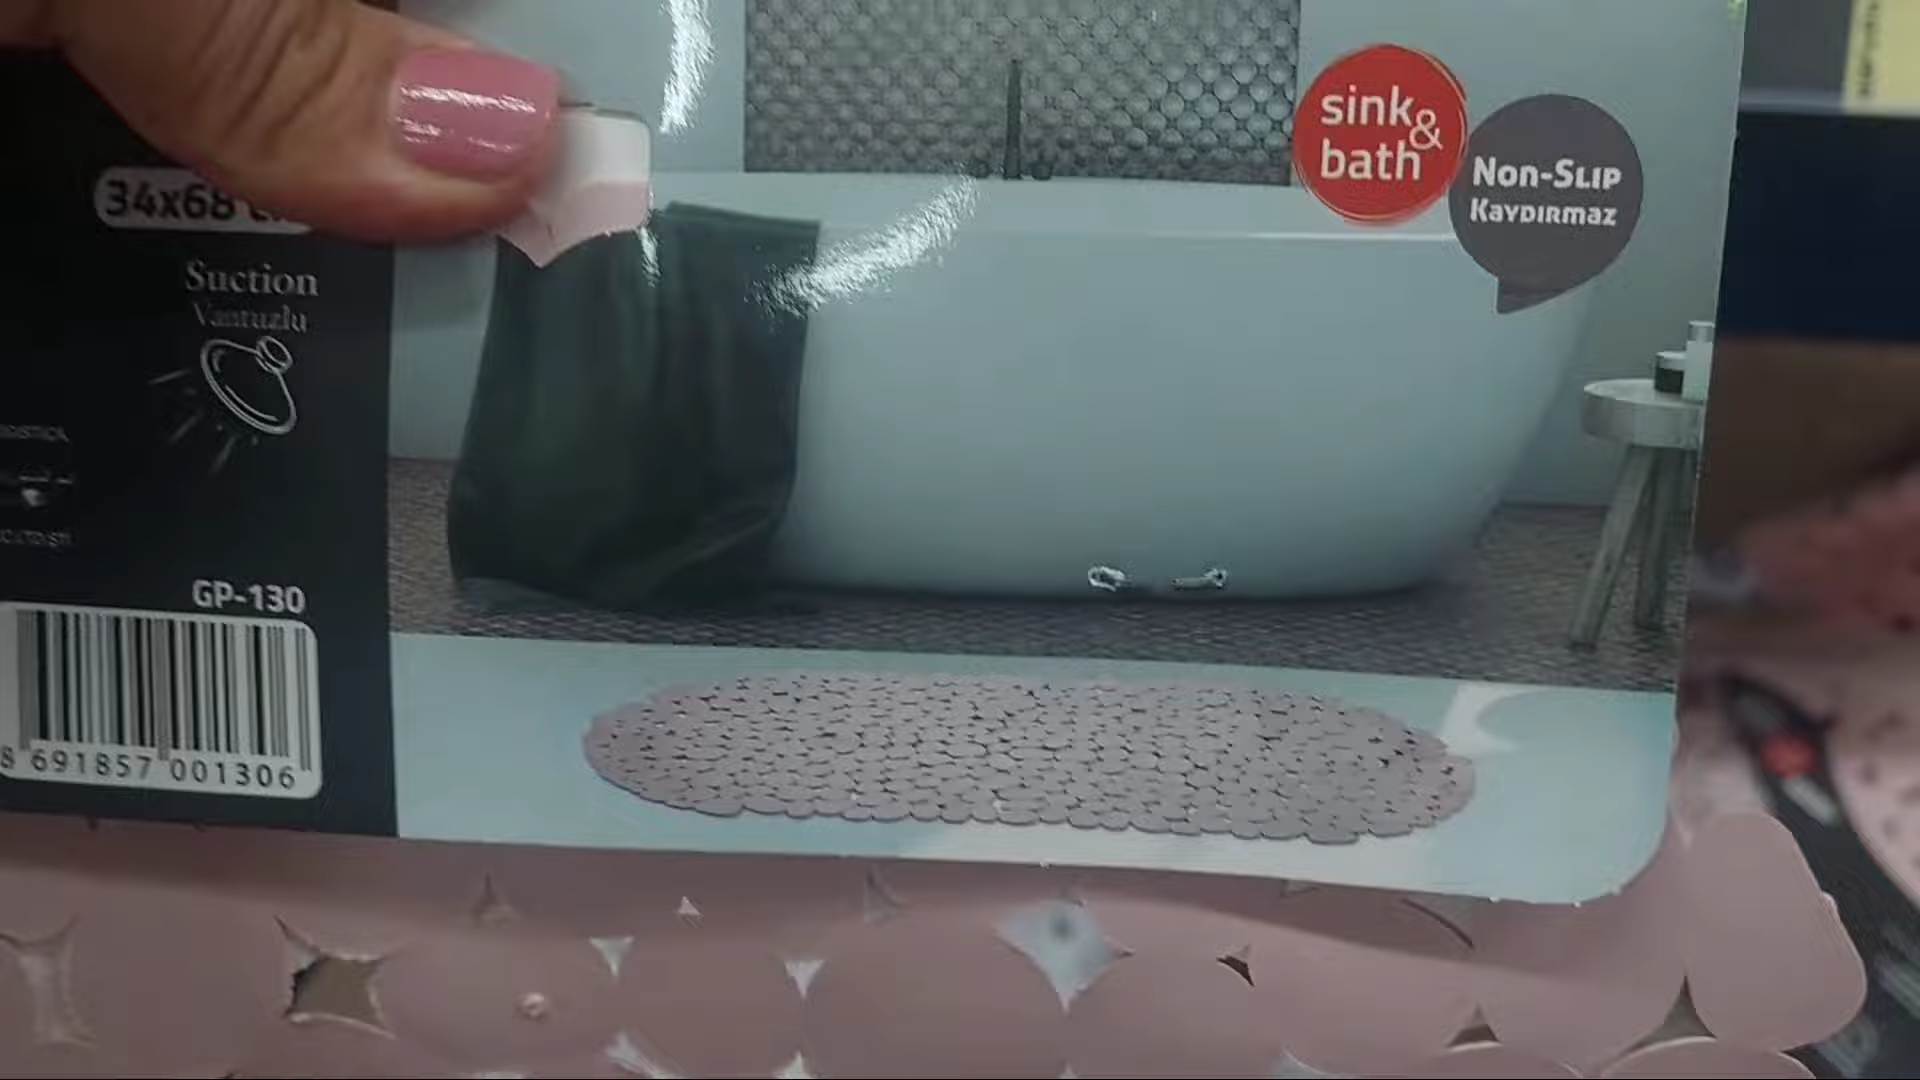 34x68
Suction
Vantuzlu
GP-130
8 691857 001306
sink &
bath
Non-Slip
Kaydırmaz